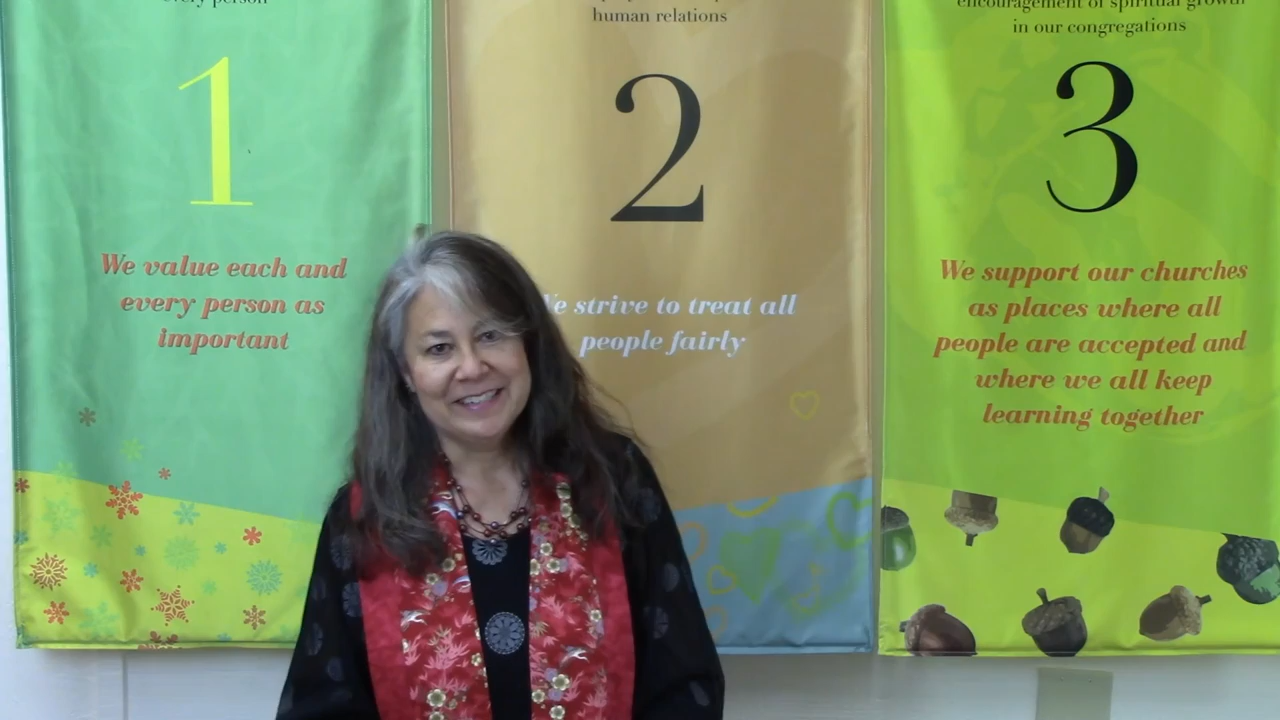 every person
1
We value each and
every person as
important
human relations
2
We strive to treat all
people fairly
encouragement of spiritual growth
in our congregations
3
We support our churches
as places where all
people are accepted and
where we all keep
learning together